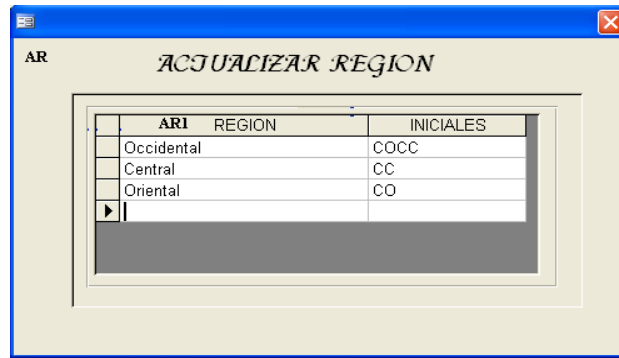 AR ACTUALIZAR REGION
AR1 REGION INICIALES
Occidental COCC
Central CC
Oriental CO